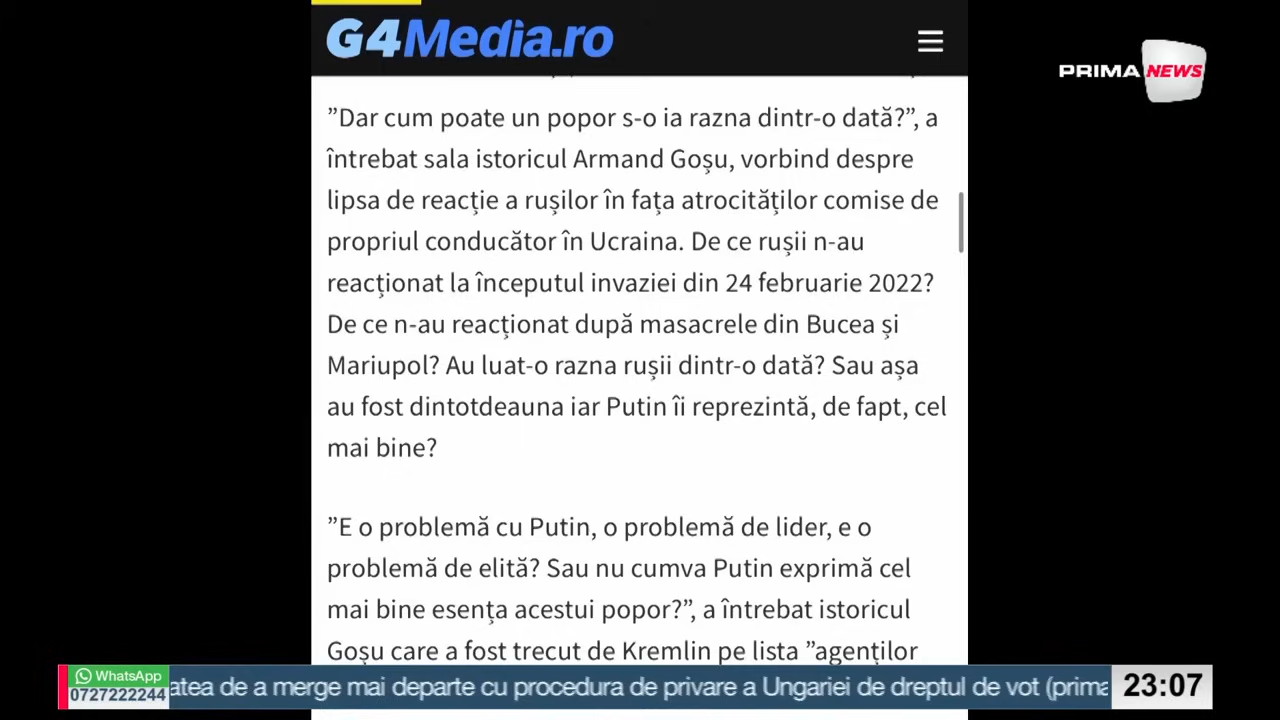 G4Media.ro
PRIMA NEWS
”Dar cum poate un popor s-o ia razna dintr-o dată?”, a
întrebat sala istoricul Armand Goșu, vorbind despre
lipsa de reacție a rușilor în fața atrocităților comise de
propriul conducător în Ucraina. De ce rușii n-au
reacționat la începutul invaziei din 24 februarie 2022?
De ce n-au reacționat după masacrele din Bucea și
Mariupol? Au luat-o razna rușii dintr-o dată? Sau așa
au fost dintotdeauna iar Putin îi reprezintă, de fapt, cel
mai bine?
”E o problemă cu Putin, o problemă de lider, e o
problemă de elită? Sau nu cumva Putin exprimă cel
mai bine esența acestui popor?”, a întrebat istoricul
Goșu care a fost trecut de Kremlin pe lista ”agenților
WhatsApp
0727222244
atea de a merge mai departe cu procedura de privare a Ungariei de dreptul de vot (prima
23:07